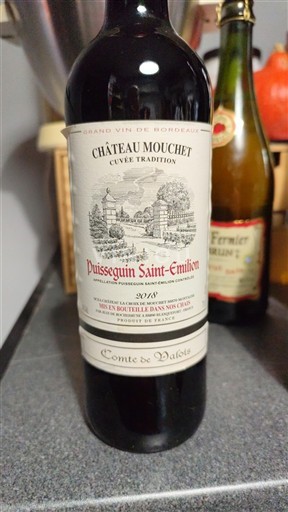 GRAND VIN DE BORDEAUX
CHÂTEAU MOUCHET
CUVÉE TRADITION
Puisseguin Saint-Emilion
APPELLATION PUISSEGUIN SAINT-EMILION CONTRÔLÉE
2018
MIS EN BOUTEILLE DANS NOS CHAIS
PRODUIT DE FRANCE
Comte de Valois
Fermier